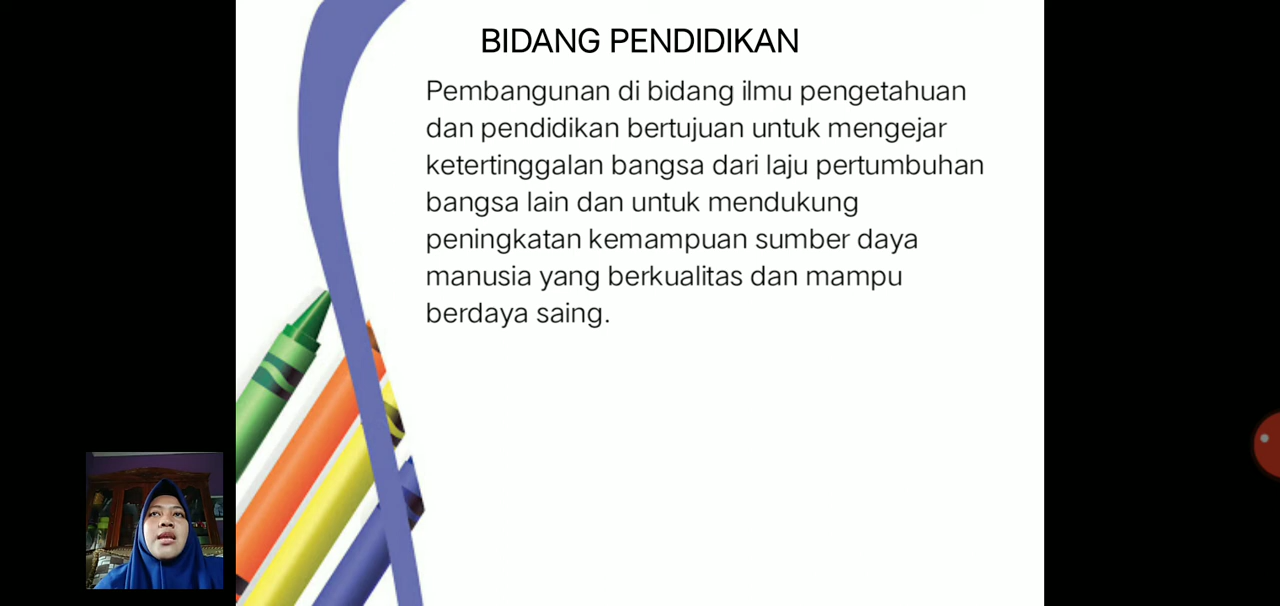 BIDANG PENDIDIKAN
Pembangunan di bidang ilmu pengetahuan
dan pendidikan bertujuan untuk mengejar
ketertinggalan bangsa dari laju pertumbuhan
bangsa lain dan untuk mendukung
peningkatan kemampuan sumber daya
manusia yang berkualitas dan mampu
berdaya saing.